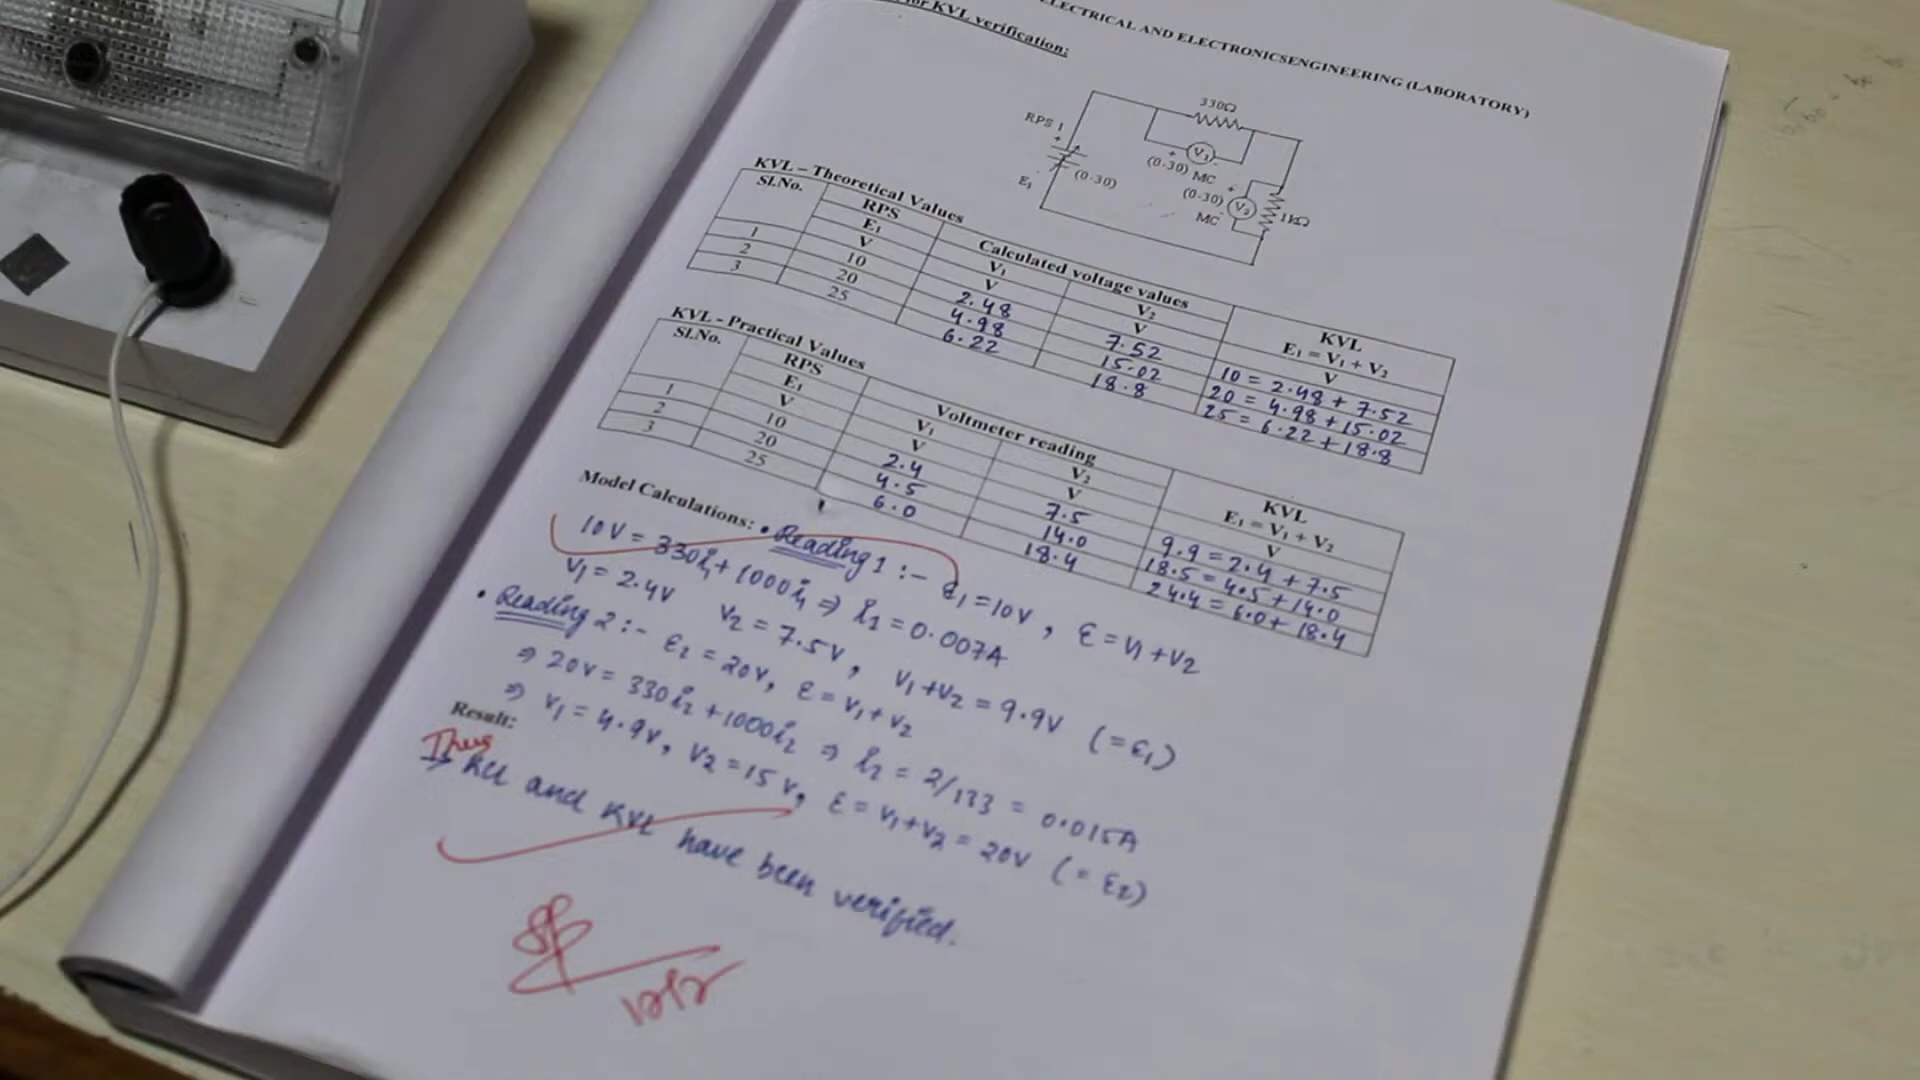 ELECTRICAL AND ELECTRONICSENGINEERING (LABORATORY)
for KVL verification:
330Ω
RPS 1
+
V₁
+ -
(0-30)
(0-30) MC
E₁
(0-30) +
V₂
1kΩ
MC
KVL – Theoretical Values
Sl.No. RPS Calculated voltage values KVL
E₁ V₁ V₂ E₁ = V₁ + V₂
V V V V
1 10 2.48 7.52 10 = 2.48 + 7.52
2 20 4.98 15.02 20 = 4.98 + 15.02
3 25 6.22 18.8 25 = 6.22 + 18.8
KVL - Practical Values
Sl.No. RPS Voltmeter reading KVL
E₁ V₁ V₂ E₁ = V₁ + V₂
V V V V
1 10 2.4 7.5 9.9 = 2.4 + 7.5
2 20 4.5 14.0 18.5 = 4.5 + 14.0
3 25 6.0 18.4 24.4 = 6.0 + 18.4
Model Calculations: • Reading 1 :- ε₁ = 10V , ε = V₁ + V₂
10V = 330i₁ + 1000i₁ ⇒ i₁ = 0.007A
V₁ = 2.4V V₂ = 7.5V , V₁ + V₂ = 9.9V (= ε₁)
• Reading 2 :- ε₂ = 20V, ε = V₁ + V₂
⇒ 20V = 330i₂ + 1000i₂ ⇒ i₂ = 2/133 = 0.015A
⇒ V₁ = 4.9V, V₂ = 15V, ε = V₁ + V₂ = 20V (= ε₂)
Result:
Thus
KCL and KVL have been verified.